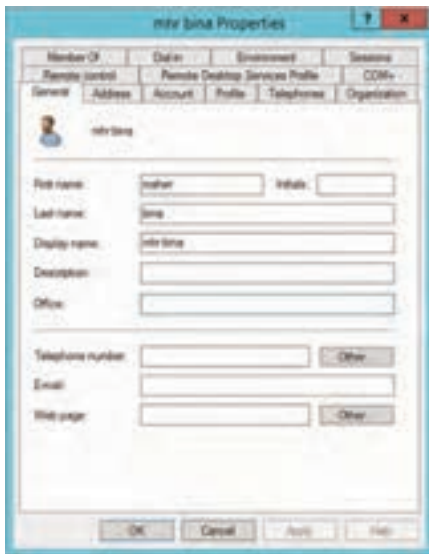 mhr bina Properties
? x
Member Of Dial-in Environment Sessions
Remote control Remote Desktop Services Profile COM+
General Address Account Profile Telephones Organization
mhr bina
First name: maher Initials:
Last name: bina
Display name: mhr bina
Description:
Office:
Telephone number: Other...
E-mail:
Web page: Other...
OK Cancel Apply Help